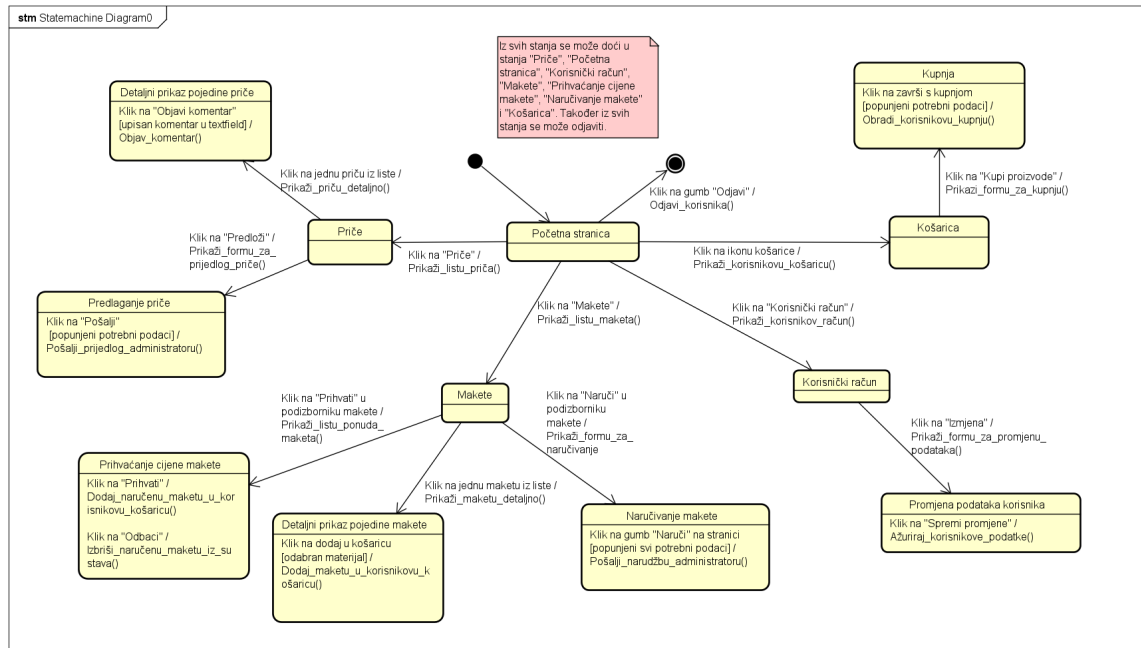 stm Statemachine Diagram0
Iz svih stanja se može doći u
stanja "Priče", "Početna
stranica", "Korisnički račun",
"Makete", "Prihvaćanje cijene
makete", "Naručivanje makete"
i "Košarica". Također iz svih
stanja se može odjaviti.
Detaljni prikaz pojedine priče
Klik na "Objavi komentar"
[upisan komentar u textfield] /
Objav_komentar()
Kupnja
Klik na završi s kupnjom
[popunjeni potrebni podaci] /
Obradi_korisnikovu_kupnju()
Klik na jednu priču iz liste /
Prikaži_priču_detaljno()
Klik na gumb "Odjavi" /
Odjavi_korisnika()
Klik na "Kupi proizvode" /
Prikazi_formu_za_kupnju()
Priče
Početna stranica
Košarica
Klik na "Predloži" /
Prikaži_formu_za_
prijedlog_priče()
Klik na "Priče" /
Prikaži_listu_priča()
Klik na ikonu košarice /
Prikaži_korisnikovu_košaricu()
Predlaganje priče
Klik na "Pošalji"
[popunjeni potrebni podaci] /
Pošalji_prijedlog_administratoru()
Klik na "Makete" /
Prikaži_listu_maketa()
Klik na "Korisnički račun" /
Prikaži_korisnikov_račun()
Makete
Korisnički račun
Klik na "Prihvati" u
podizborniku makete /
Prikaži_listu_ponuda_
maketa()
Klik na "Naruči" u
podizborniku
makete /
Prikaži_formu_za_
naručivanje
Klik na "Izmjena" /
Prikaži_formu_za_promjenu_
podataka()
Klik na jednu maketu iz liste /
Prikaži_maketu_detaljno()
Prihvaćanje cijene makete
Klik na "Prihvati" /
Dodaj_naručenu_maketu_u_kor
isnikovu_košaricu()
Klik na "Odbaci" /
Izbriši_naručenu_maketu_iz_su
stava()
Detaljni prikaz pojedine makete
Klik na dodaj u košaricu
[odabran materijal] /
Dodaj_maketu_u_korisnikovu_k
ošaricu()
Naručivanje makete
Klik na gumb "Naruči" na stranici
[popunjeni svi potrebni podaci] /
Pošalji_narudžbu_administratoru()
Promjena podataka korisnika
Klik na "Spremi promjene" /
Ažuriraj_korisnikove_podatke()